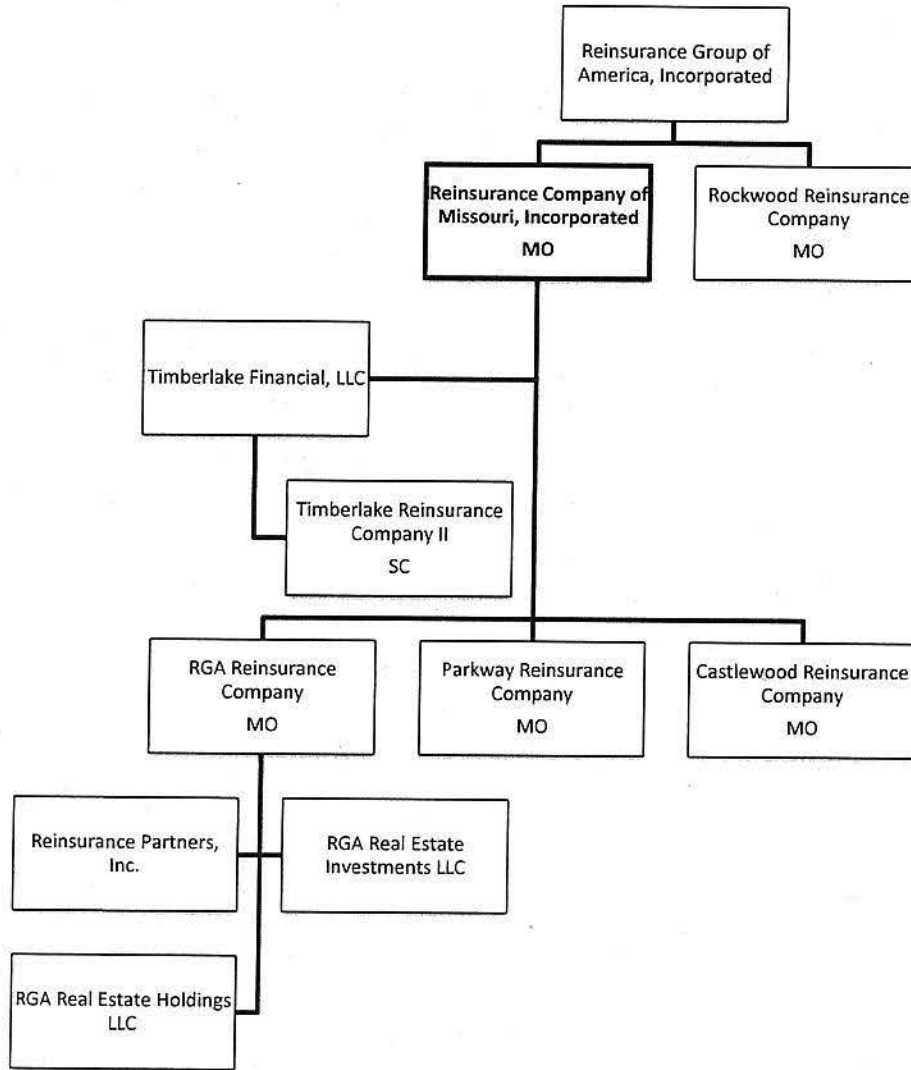 Reinsurance Group of
America, Incorporated
Reinsurance Company of
Missouri, Incorporated
MO
Rockwood Reinsurance
Company
MO
Timberlake Financial, LLC
Timberlake Reinsurance
Company II
SC
RGA Reinsurance
Company
MO
Parkway Reinsurance
Company
MO
Castlewood Reinsurance
Company
MO
Reinsurance Partners,
Inc.
RGA Real Estate
Investments LLC
RGA Real Estate Holdings
LLC